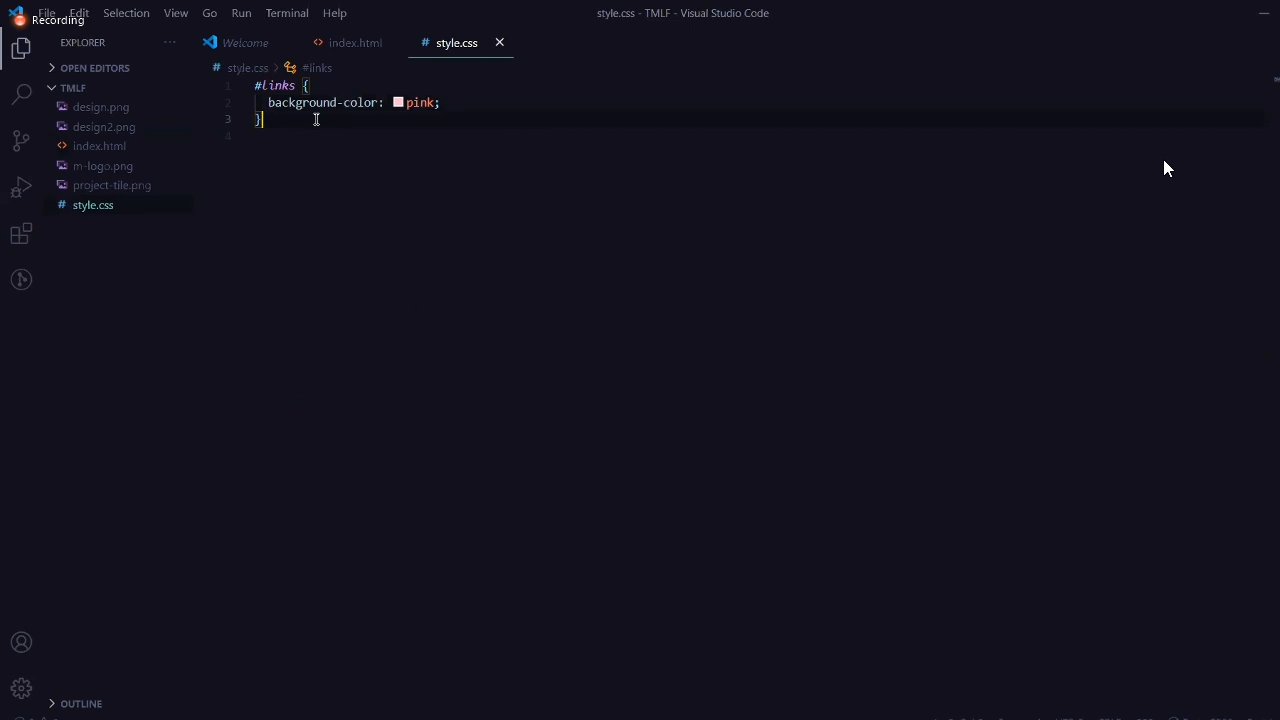 File Edit Selection View Go Run Terminal Help
style.css - TMLF - Visual Studio Code
Recording
EXPLORER ···
Welcome
index.html
style.css
OPEN EDITORS
TMLF
design.png
design2.png
index.html
m-logo.png
project-tile.png
style.css
style.css > #links
1 #links {
2 background-color: pink;
3 }
4
OUTLINE